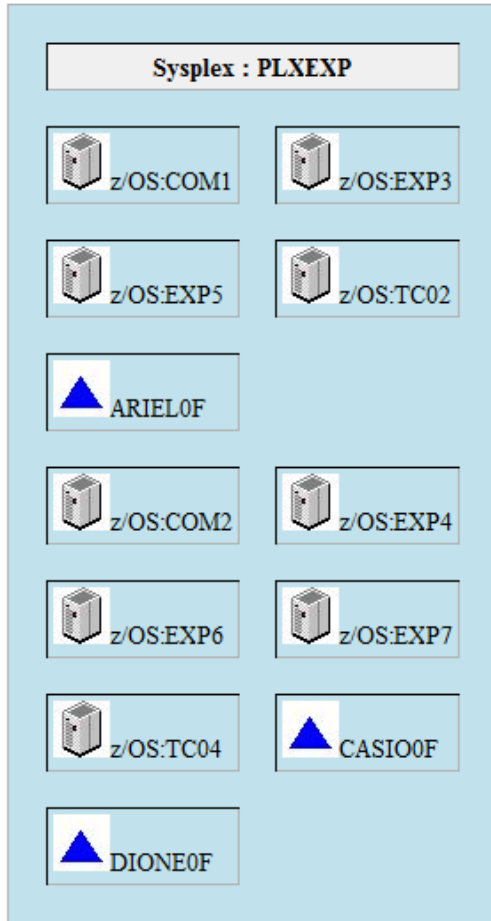 Sysplex : PLXEXP
z/OS:COM1 z/OS:EXP3
z/OS:EXP5 z/OS:TC02
ARIEL0F
z/OS:COM2 z/OS:EXP4
z/OS:EXP6 z/OS:EXP7
z/OS:TC04 CASIO0F
DIONE0F